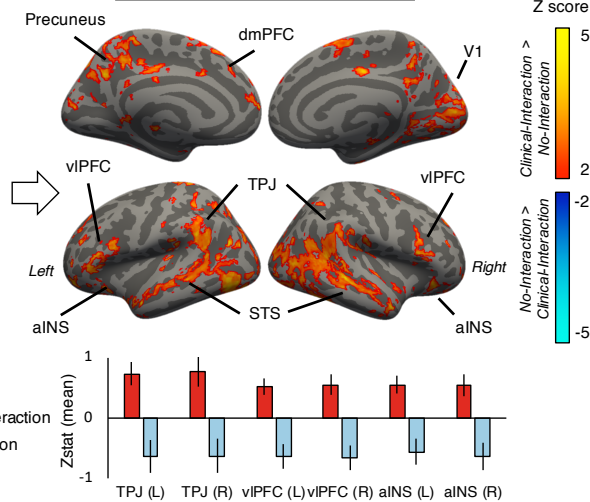 Z score
Precuneus
dmPFC
V1
5
Clinical-Interaction >
No-Interaction
2
vlPFC
TPJ
vlPFC
-2
No-Interaction >
Clinical-Interaction
-5
Left
Right
aINS
STS
aINS
1
0
-1
Zstat (mean)
TPJ (L)
TPJ (R)
vlPFC (L)
vlPFC (R)
aINS (L)
aINS (R)